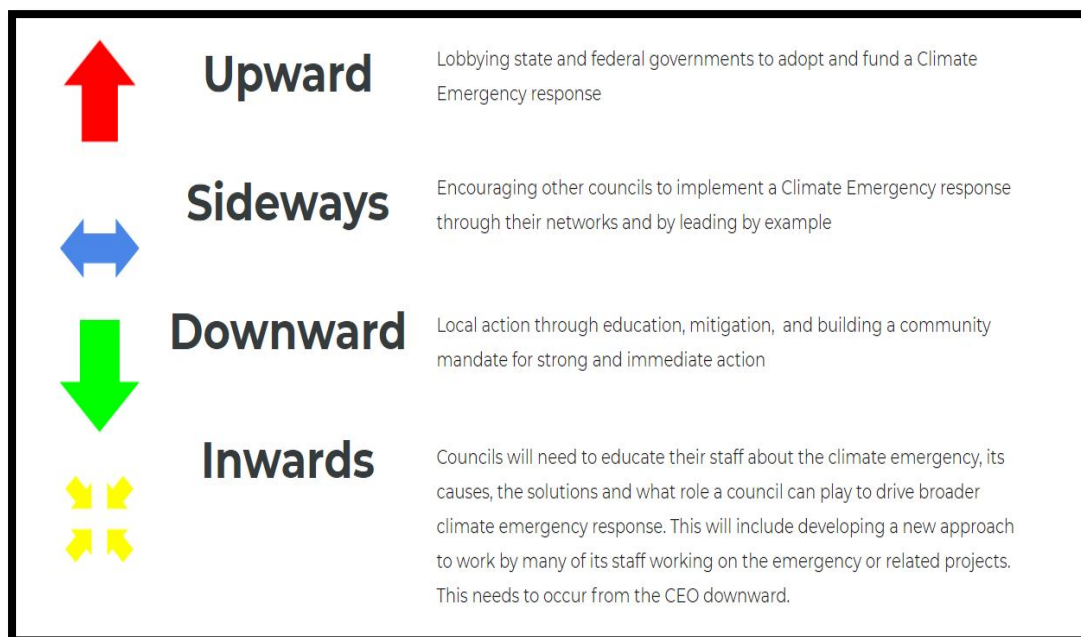 Upward
Lobbying state and federal governments to adopt and fund a Climate
Emergency response
Sideways
Encouraging other councils to implement a Climate Emergency response
through their networks and by leading by example
Downward
Local action through education, mitigation, and building a community
mandate for strong and immediate action
Inwards
Councils will need to educate their staff about the climate emergency, its
causes, the solutions and what role a council can play to drive broader
climate emergency response. This will include developing a new approach
to work by many of its staff working on the emergency or related projects.
This needs to occur from the CEO downward.